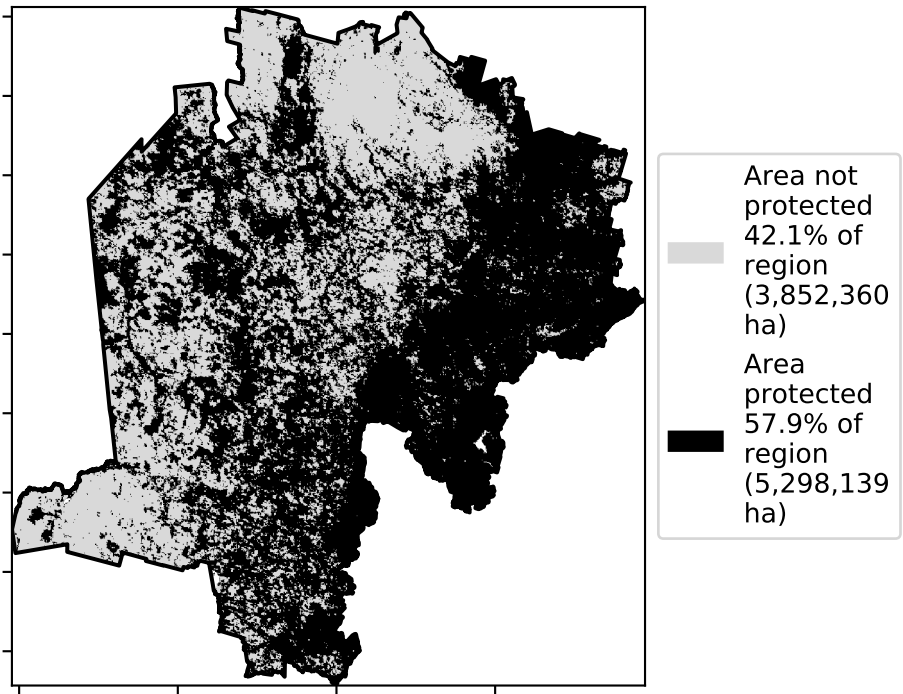 Area not
protected
42.1% of
region
(3,852,360
ha)
Area
protected
57.9% of
region
(5,298,139
ha)